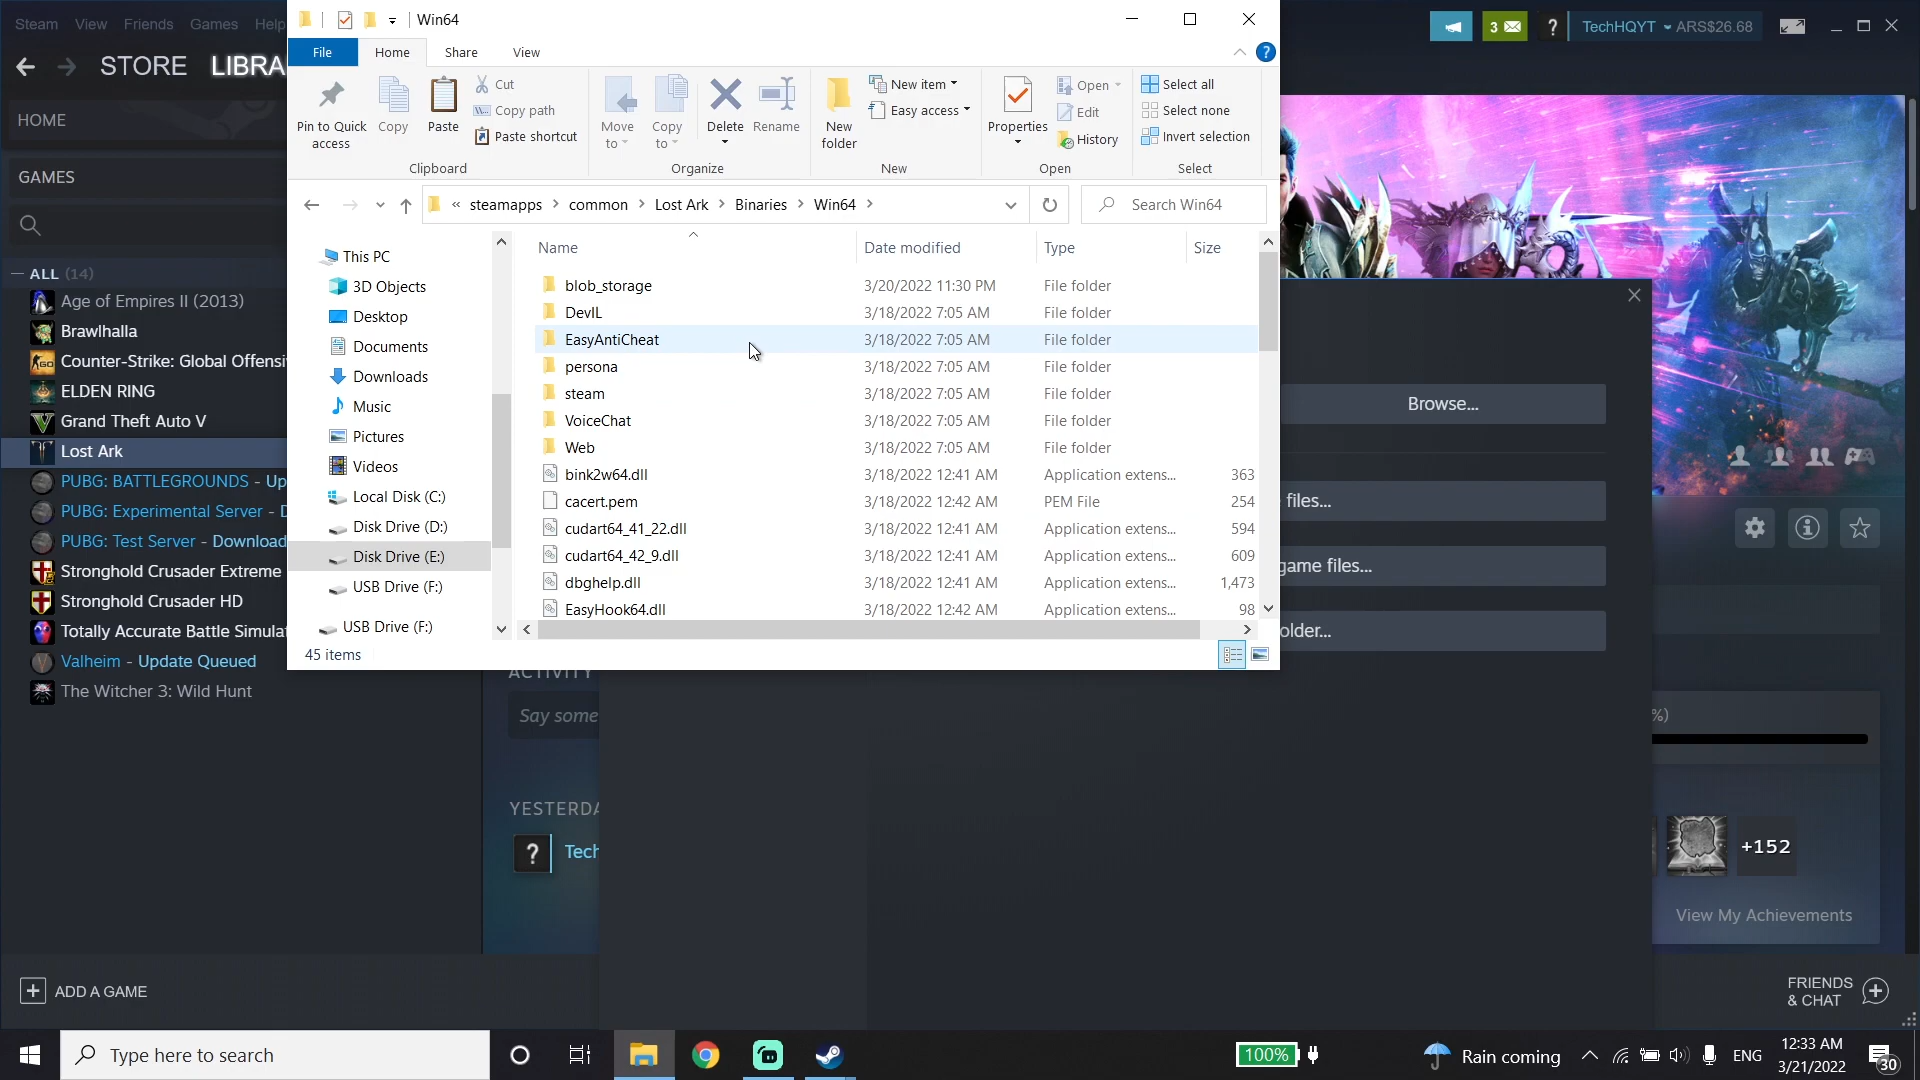 Steam View Friends Games Help
STORE LIBRA
HOME
GAMES
ALL (14)
Age of Empires II (2013)
Brawlhalla
Counter-Strike: Global Offensi
ELDEN RING
Grand Theft Auto V
Lost Ark
PUBG: BATTLEGROUNDS - Up
PUBG: Experimental Server - D
PUBG: Test Server - Download
Stronghold Crusader Extreme
Stronghold Crusader HD
Totally Accurate Battle Simulat
Valheim - Update Queued
The Witcher 3: Wild Hunt
ADD A GAME
Win64
File Home Share View
Pin to Quick access
Copy
Paste
Cut
Copy path
Paste shortcut
Clipboard
Move to
Copy to
Delete
Rename
Organize
New folder
New item
Easy access
New
Properties
Open
Edit
History
Open
Select all
Select none
Invert selection
Select
« steamapps > common > Lost Ark > Binaries > Win64 >
Search Win64
This PC
3D Objects
Desktop
Documents
Downloads
Music
Pictures
Videos
Local Disk (C:)
Disk Drive (D:)
Disk Drive (E:)
USB Drive (F:)
USB Drive (F:)
Name Date modified Type Size
blob_storage 3/20/2022 11:30 PM File folder
DevIL 3/18/2022 7:05 AM File folder
EasyAntiCheat 3/18/2022 7:05 AM File folder
persona 3/18/2022 7:05 AM File folder
steam 3/18/2022 7:05 AM File folder
VoiceChat 3/18/2022 7:05 AM File folder
Web 3/18/2022 7:05 AM File folder
bink2w64.dll 3/18/2022 12:41 AM Application extens... 363
cacert.pem 3/18/2022 12:42 AM PEM File 254
cudart64_41_22.dll 3/18/2022 12:41 AM Application extens... 594
cudart64_42_9.dll 3/18/2022 12:41 AM Application extens... 609
dbghelp.dll 3/18/2022 12:41 AM Application extens... 1,473
EasyHook64.dll 3/18/2022 12:42 AM Application extens... 98
45 items
3
?
TechHQYT ARS$26.68
Browse...
files...
game files...
older...
ACTIVITY
Say some
YESTERDA
? Tech
%)
+152
View My Achievements
FRIENDS
& CHAT
Type here to search
100%
Rain coming
ENG
12:33 AM
3/21/2022
30